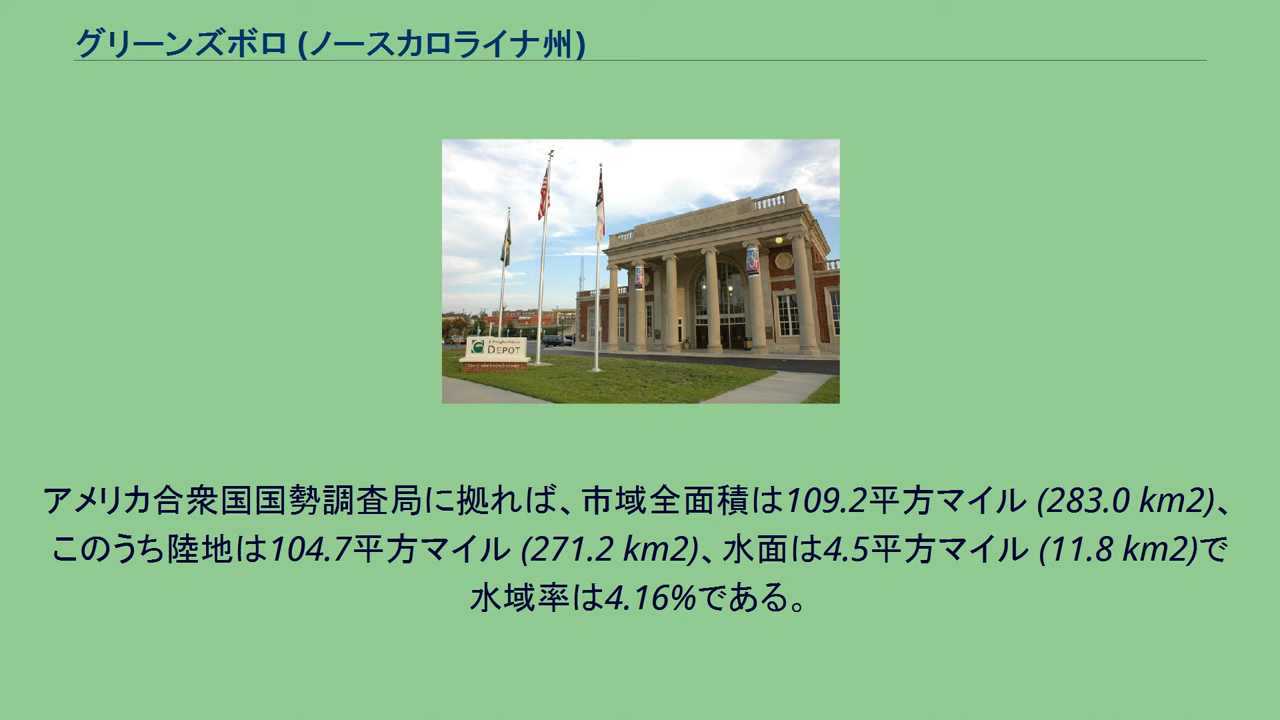 グリーンズボロ (ノースカロライナ州)
DEPOT
アメリカ合衆国国勢調査局に拠れば、市域全面積は109.2平方マイル (283.0 km2)、
このうち陸地は104.7平方マイル (271.2 km2)、水面は4.5平方マイル (11.8 km2)で
水域率は4.16%である。